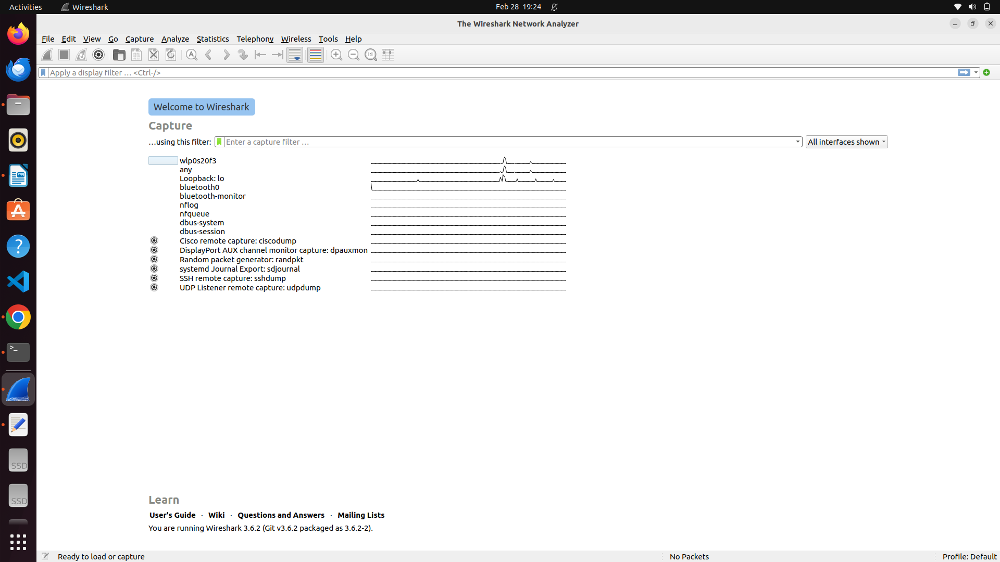 Activities Wireshark Feb 28 19:24
The Wireshark Network Analyzer
File Edit View Go Capture Analyze Statistics Telephony Wireless Tools Help
Apply a display filter … <Ctrl-/>
Welcome to Wireshark
Capture
…using this filter: Enter a capture filter … All interfaces shown
wlp0s20f3
any
Loopback: lo
bluetooth0
bluetooth-monitor
nflog
nfqueue
dbus-system
dbus-session
Cisco remote capture: ciscodump
DisplayPort AUX channel monitor capture: dpauxmon
Random packet generator: randpkt
systemd Journal Export: sdjournal
SSH remote capture: sshdump
UDP Listener remote capture: udpdump
SSD
SSD
Learn
User's Guide · Wiki · Questions and Answers · Mailing Lists
You are running Wireshark 3.6.2 (Git v3.6.2 packaged as 3.6.2-2).
Ready to load or capture No Packets Profile: Default